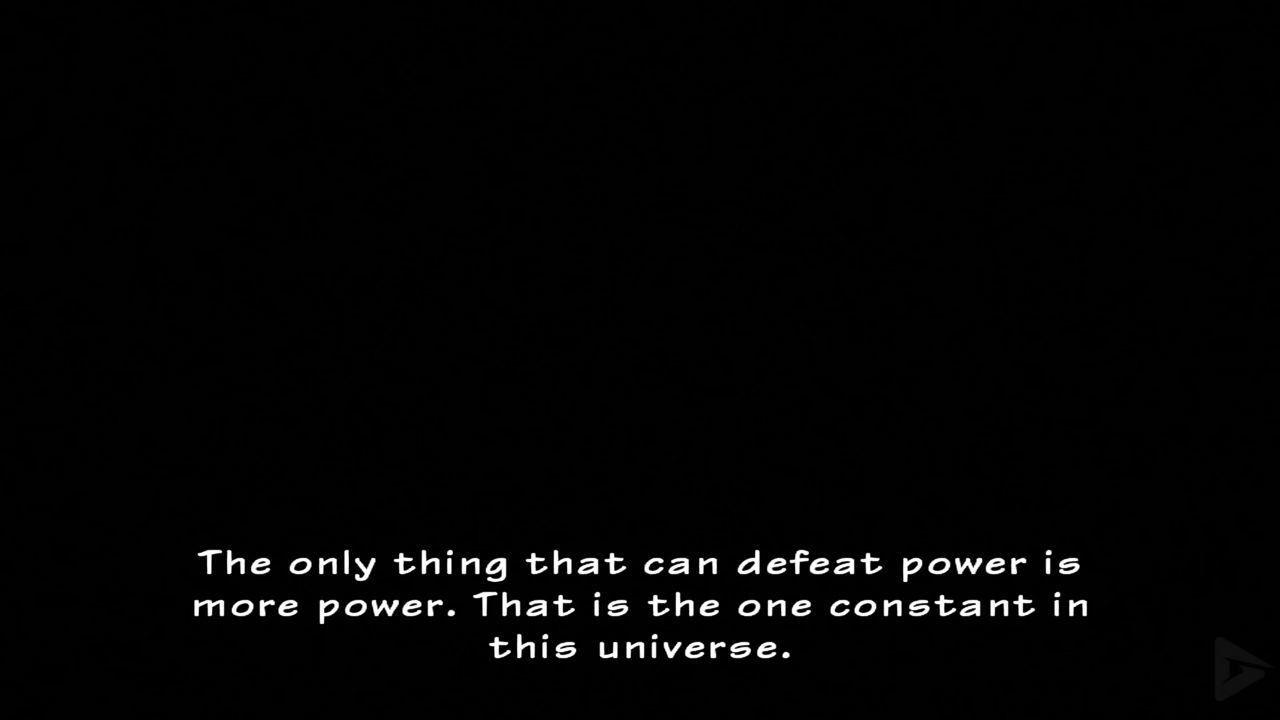 The only thing that can defeat power is
more power. That is the one constant in
this universe.